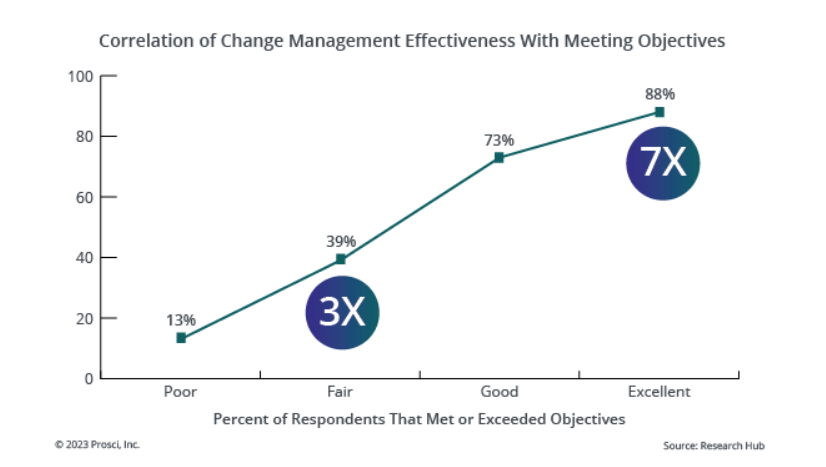 Correlation of Change Management Effectiveness With Meeting Objectives
100
80
60
40
20
0
13%
39%
73%
88%
3X
7X
Poor Fair Good Excellent
Percent of Respondents That Met or Exceeded Objectives
© 2023 Prosci, Inc. Source: Research Hub